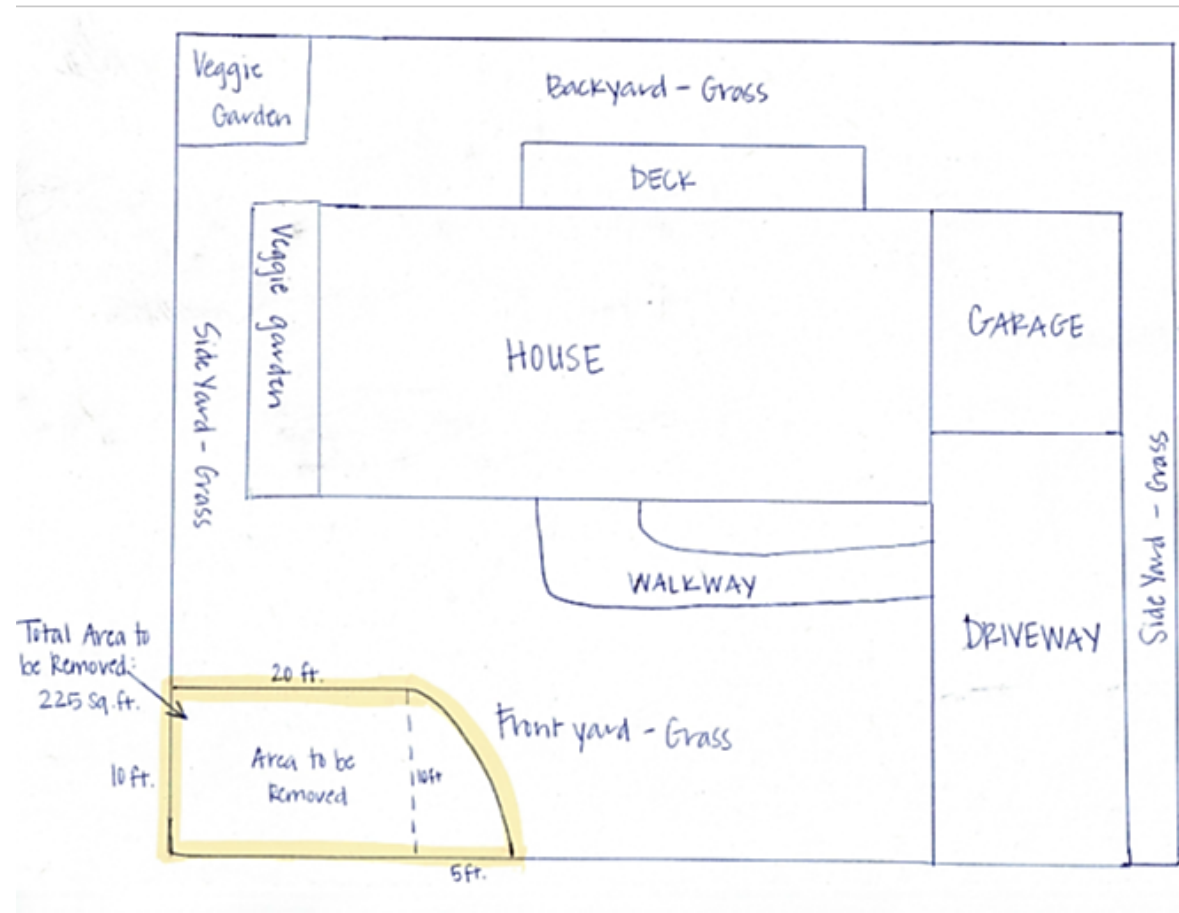 Veggie
Garden
Backyard - Grass
DECK
Veggie garden
Side Yard - Grass
HOUSE
GARAGE
Side Yard - Grass
WALKWAY
DRIVEWAY
Total Area to
be Removed:
225 Sq. ft.
20 ft.
Front yard - Grass
Area to be
Removed
10 ft.
10ft
5ft.